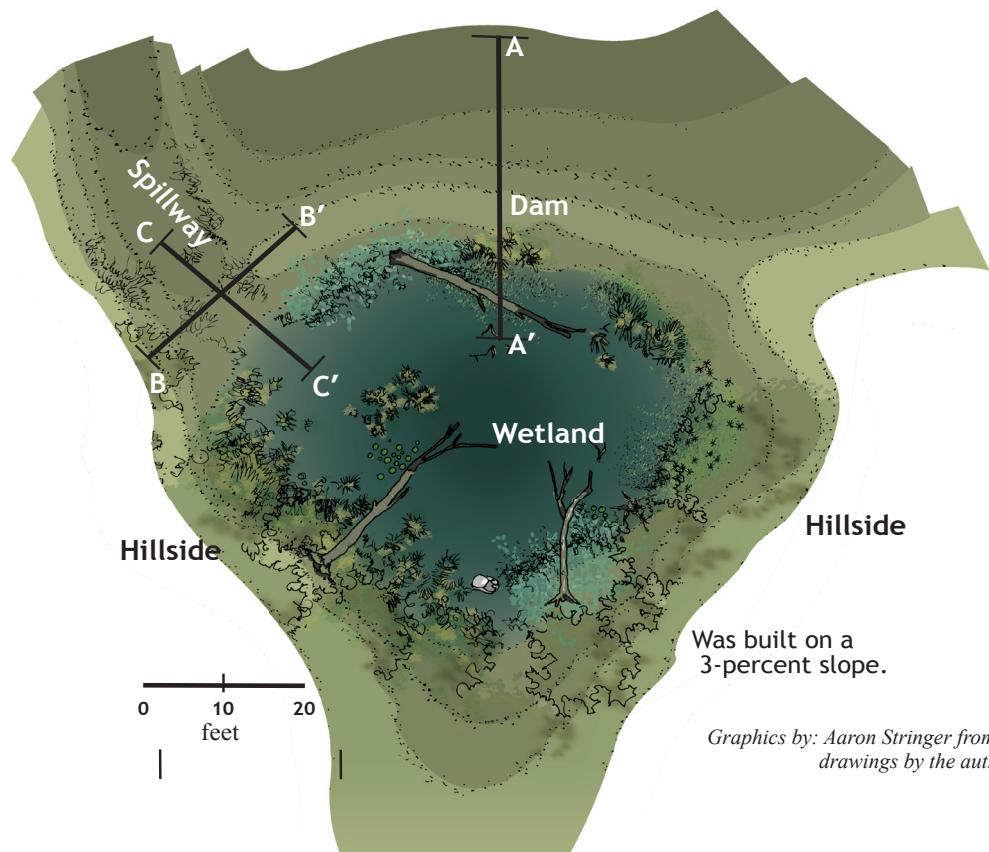 A
Spillway
B'
Dam
C
A'
B
C'
Wetland
Hillside
Hillside
Was built on a
3-percent slope.
0 10 20
feet
Graphics by: Aaron Stringer from
drawings by the aut